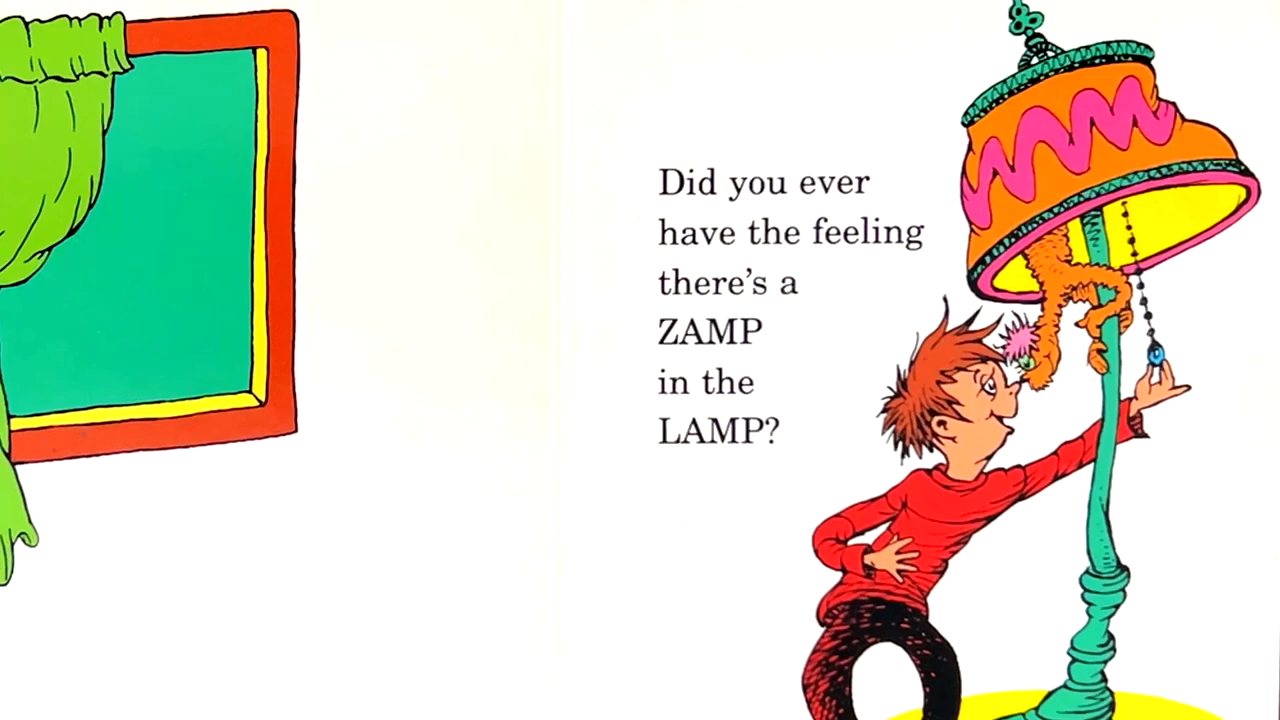 Did you ever
have the feeling
there's a
ZAMP
in the
LAMP?